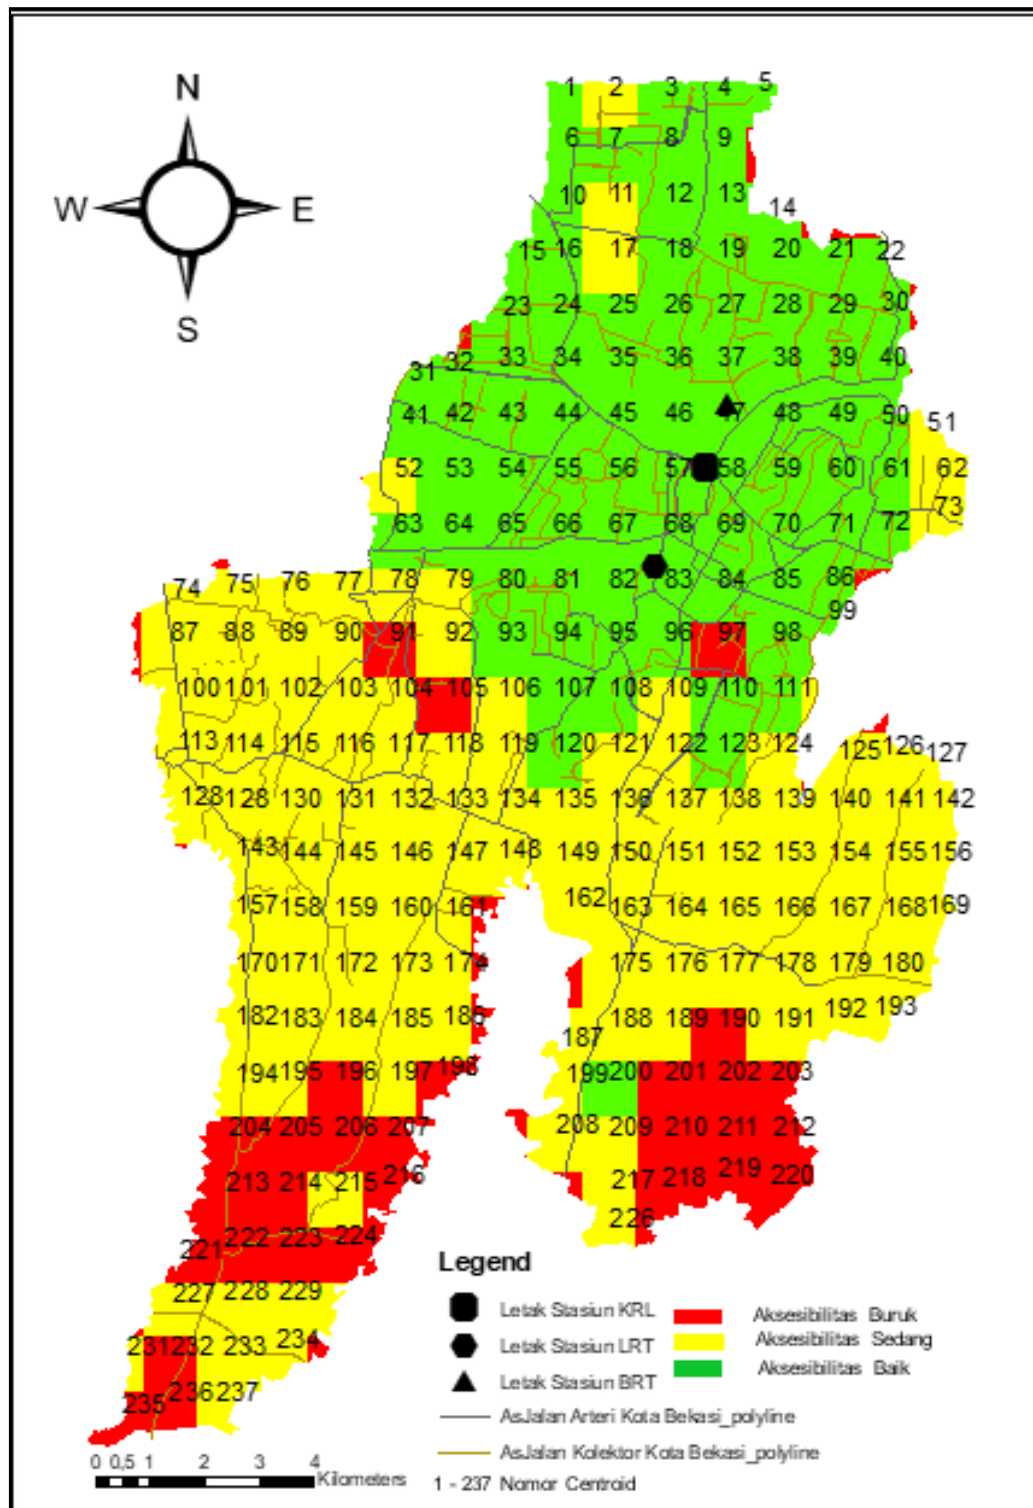 N
W E
S
1 2 3 4 5
6 7 8 9
10 11 12 13 14
15 16 17 18 19 20 21 22
23 24 25 26 27 28 29 30
31 32 33 34 35 36 37 38 39 40
41 42 43 44 45 46 47 48 49 50 51
52 53 54 55 56 57 58 59 60 61 62
63 64 65 66 67 68 69 70 71 72 73
74 75 76 77 78 79 80 81 82 83 84 85 86
87 88 89 90 91 92 93 94 95 96 97 98 99
100 101 102 103 104 105 106 107 108 109 110 111
113 114 115 116 117 118 119 120 121 122 123 124 125 126 127
128 128 130 131 132 133 134 135 136 137 138 139 140 141 142
143 144 145 146 147 148 149 150 151 152 153 154 155 156
157 158 159 160 161 162 163 164 165 166 167 168 169
170 171 172 173 174 175 176 177 178 179 180
182 183 184 185 186 187 188 189 190 191 192 193
194 195 196 197 198 199 200 201 202 203
204 205 206 207 208 209 210 211 212
213 214 215 216 217 218 219 220
221 222 223 224 226
227 228 229
231 232 233 234
235 236 237
Legend
Letak Stasiun KRL
Letak Stasiun LRT
Letak Stasiun BRT
AsJalan Arteri Kota Bekasi_polyline
AsJalan Kolektor Kota Bekasi_polyline
1 - 237 Nomor Centroid
Aksesibilitas Buruk
Aksesibilitas Sedang
Aksesibilitas Baik
0 0,5 1 2 3 4
Kilometers